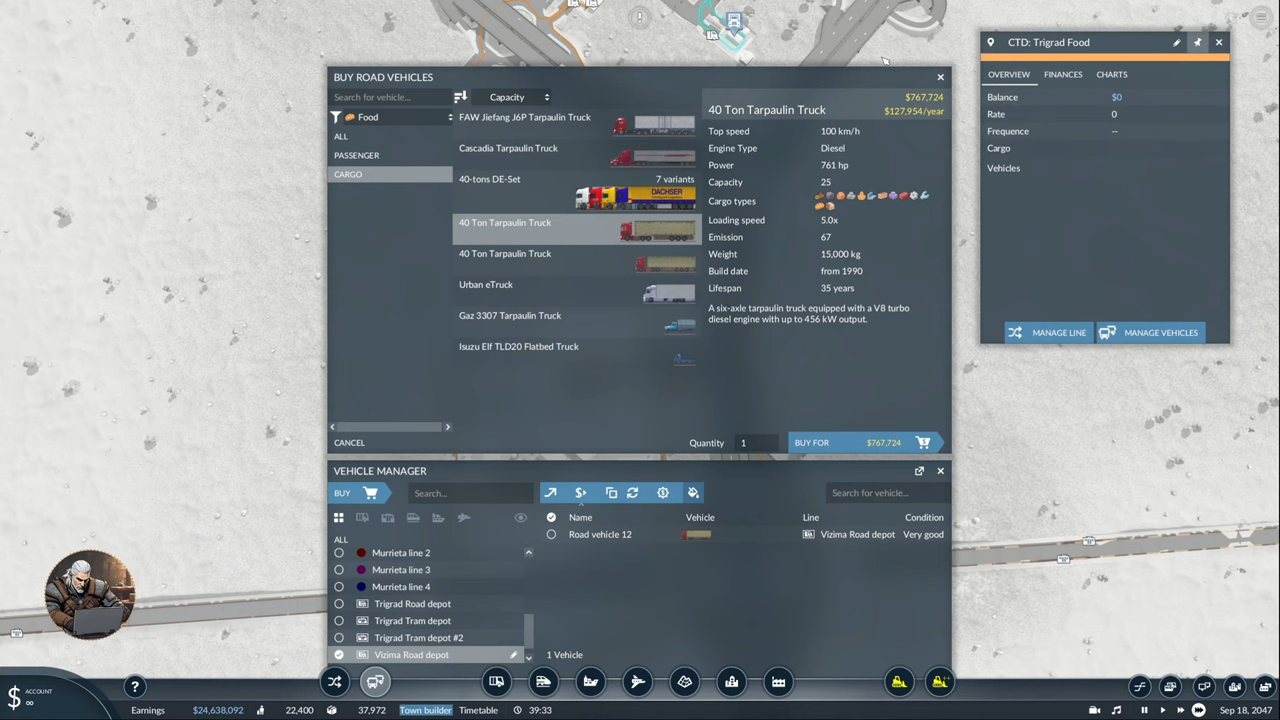 BUY ROAD VEHICLES
Search for vehicle...
Capacity
Food
ALL
PASSENGER
CARGO
FAW Jiefang J6P Tarpaulin Truck
Cascadia Tarpaulin Truck
40-tons DE-Set
7 variants
DACHSER
40 Ton Tarpaulin Truck
40 Ton Tarpaulin Truck
Urban eTruck
Gaz 3307 Tarpaulin Truck
Isuzu Elf TLD20 Flatbed Truck
40 Ton Tarpaulin Truck
$767,724
$127,954/year
Top speed 100 km/h
Engine Type Diesel
Power 761 hp
Capacity 25
Cargo types
Loading speed 5.0x
Emission 67
Weight 15,000 kg
Build date from 1990
Lifespan 35 years
A six-axle tarpaulin truck equipped with a V8 turbo
diesel engine with up to 456 kW output.
CANCEL
Quantity 1
BUY FOR $767,724
CTD: Trigrad Food
OVERVIEW FINANCES CHARTS
Balance $0
Rate 0
Frequence --
Cargo
Vehicles
MANAGE LINE
MANAGE VEHICLES
VEHICLE MANAGER
BUY
Search...
Search for vehicle...
Name Vehicle Line Condition
Road vehicle 12 Vizima Road depot Very good
ALL
Murrieta line 2
Murrieta line 3
Murrieta line 4
Trigrad Road depot
Trigrad Tram depot
Trigrad Tram depot #2
Vizima Road depot
1 Vehicle
$ ACCOUNT
∞
?
Earnings $24,638,092 22,400 37,972 Town builder Timetable 39:33 Sep 18, 2047